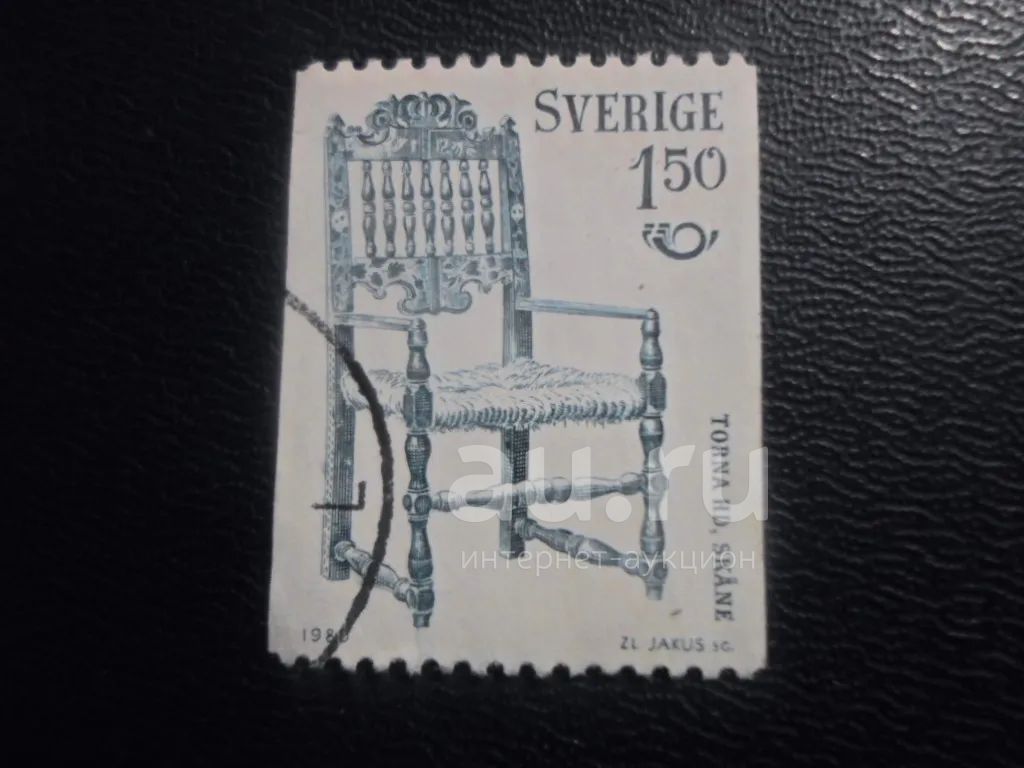 SVERIGE
150
TORNA HD, SKÅNE
au.ru
интернет-аукцион
L
ZL JAKUS SC.